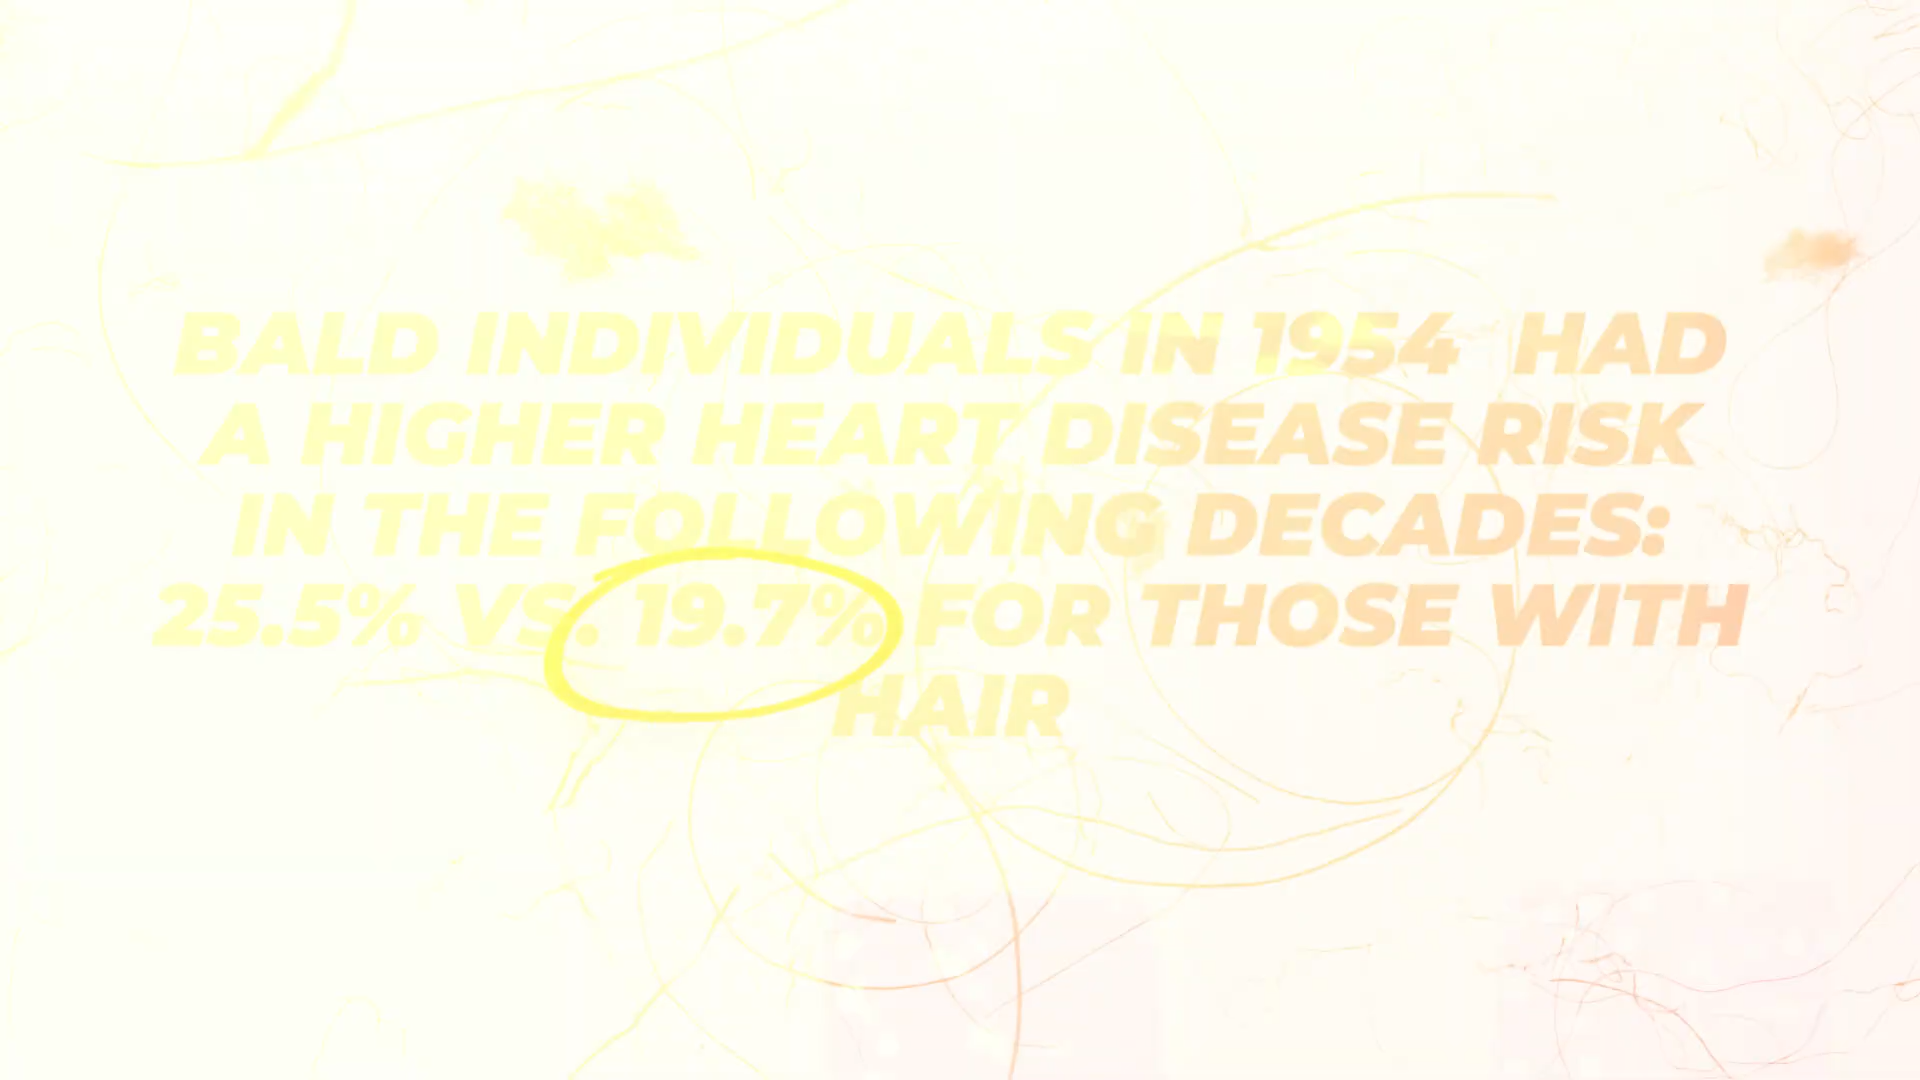 BALD INDIVIDUALS IN 1954 HAD
A HIGHER HEART DISEASE RISK
IN THE FOLLOWING DECADES:
25.5% VS. 19.7% FOR THOSE WITH
HAIR